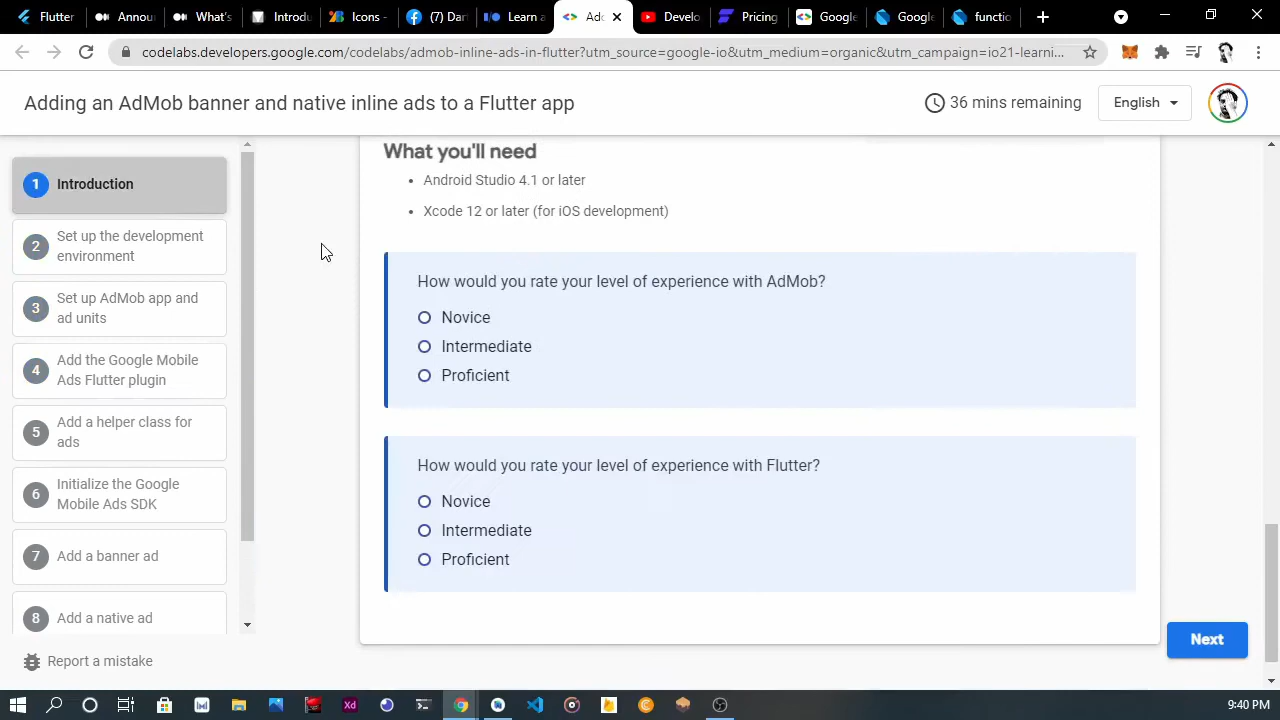 Flutter
Annou
What's
Introdu
Icons -
(7) Dar
Learn a
Ado
Develo
Pricing
Google
Google
functio
codelabs.developers.google.com/codelabs/admob-inline-ads-in-flutter?utm_source=google-io&utm_medium=organic&utm_campaign=io21-learni...
Adding an AdMob banner and native inline ads to a Flutter app
36 mins remaining
English
What you'll need
• Android Studio 4.1 or later
• Xcode 12 or later (for iOS development)
How would you rate your level of experience with AdMob?
Novice
Intermediate
Proficient
How would you rate your level of experience with Flutter?
Novice
Intermediate
Proficient
1 Introduction
2 Set up the development
environment
3 Set up AdMob app and
ad units
4 Add the Google Mobile
Ads Flutter plugin
5 Add a helper class for
ads
6 Initialize the Google
Mobile Ads SDK
7 Add a banner ad
8 Add a native ad
Report a mistake
Next
Xd
9:40 PM